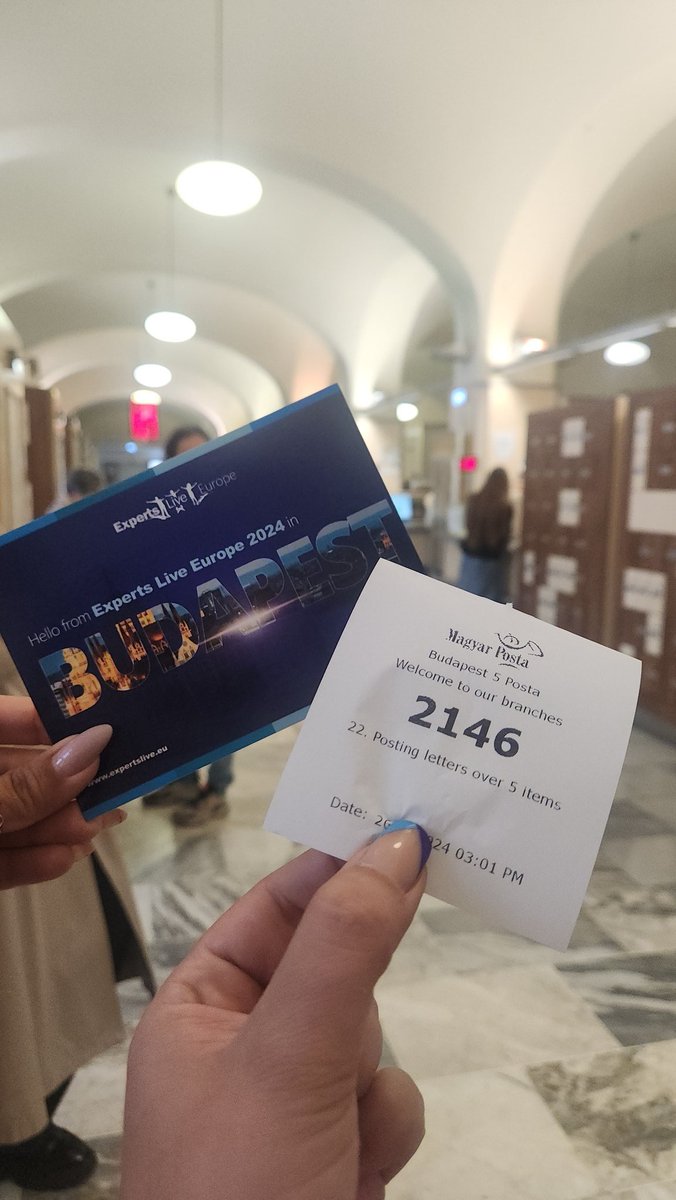 Experts Live Europe
Hello from Experts Live Europe 2024 in
BUDAPEST
www.expertslive.eu
Magyar Posta
Budapest 5 Posta
Welcome to our branches
2146
22. Posting letters over 5 items
Date: 24 03:01 PM